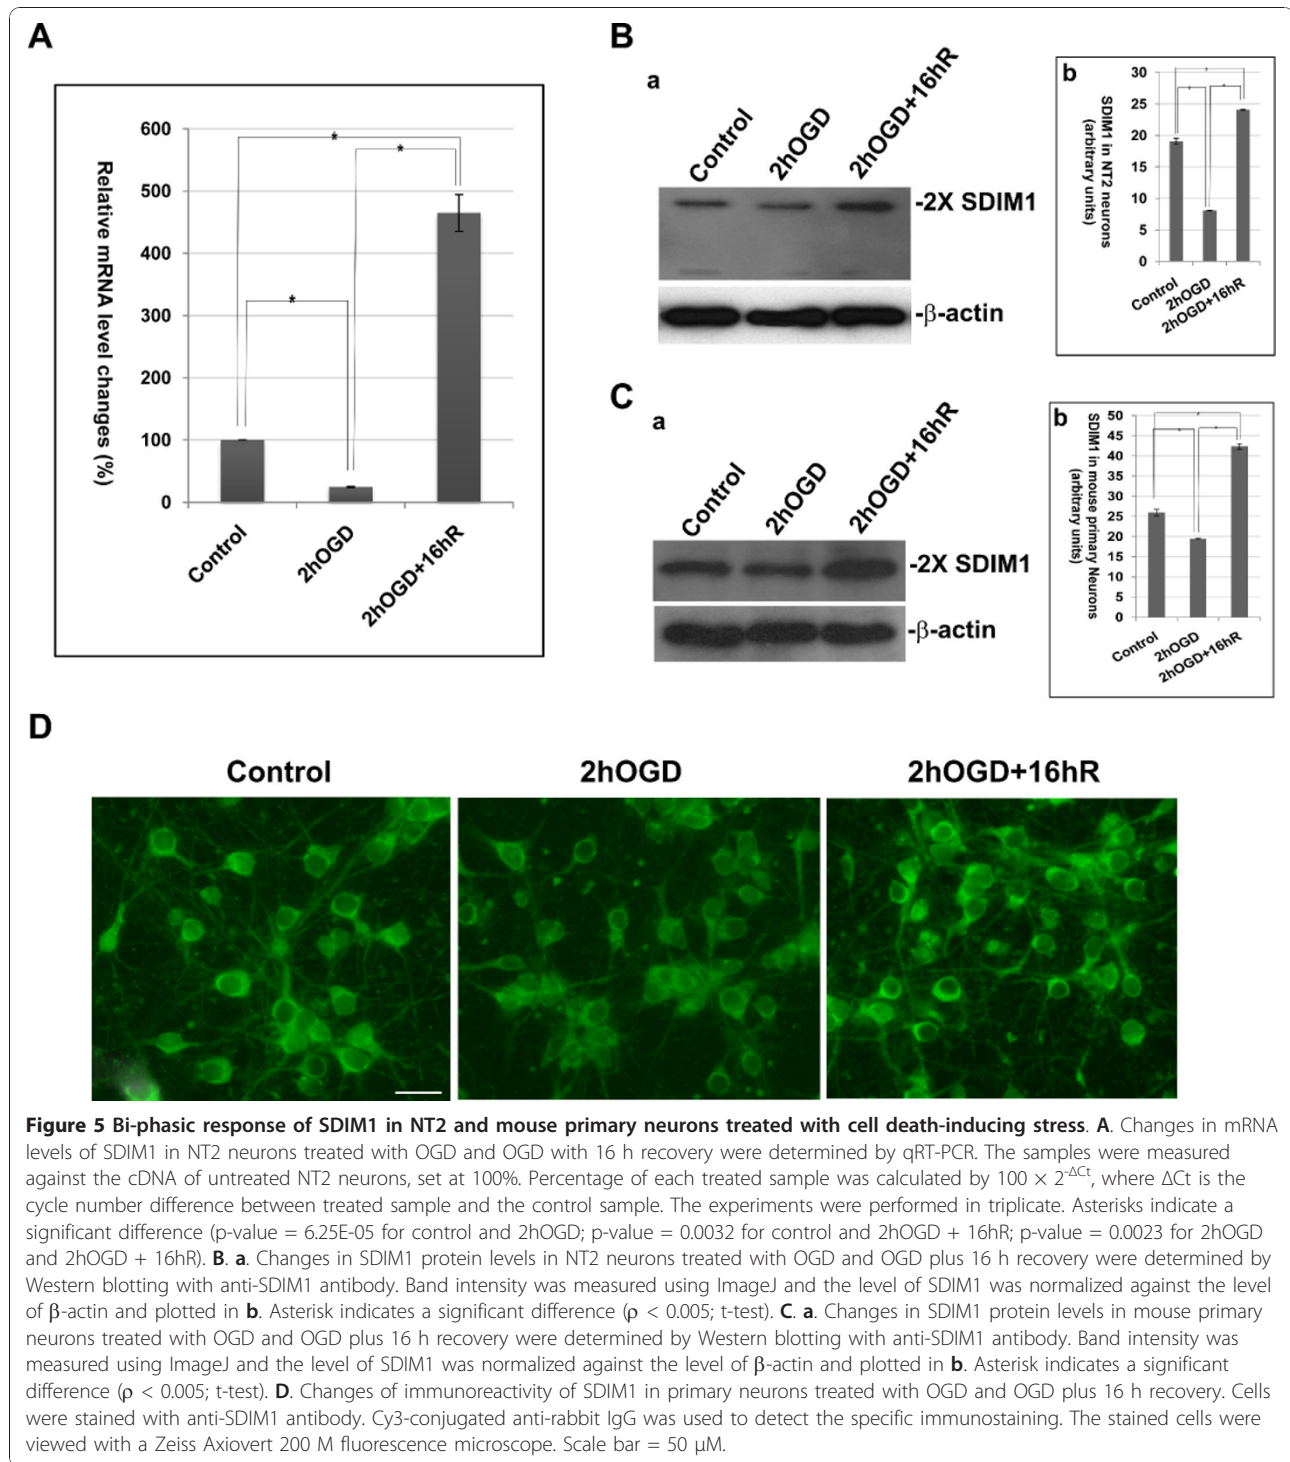 A
600
500
400
300
200
100
0
Relative mRNA level changes (%)
*
*
*
Control
2hOGD
2hOGD+16hR
B
a
Control
2hOGD
2hOGD+16hR
-2X SDIM1
-β-actin
b
30
25
20
15
10
5
0
SDIM1 in NT2 neurons
(arbitrary units)
Control
2hOGD
2hOGD+16hR
C
a
Control
2hOGD
2hOGD+16hR
-2X SDIM1
-β-actin
b
50
45
40
35
30
25
20
15
10
5
0
SDIM1 in mouse primary Neurons
(arbitrary units)
Control
2hOGD
2hOGD+16hR
D
Control
2hOGD
2hOGD+16hR
Figure 5 Bi-phasic response of SDIM1 in NT2 and mouse primary neurons treated with cell death-inducing stress. A. Changes in mRNA
levels of SDIM1 in NT2 neurons treated with OGD and OGD with 16 h recovery were determined by qRT-PCR. The samples were measured
against the cDNA of untreated NT2 neurons, set at 100%. Percentage of each treated sample was calculated by 100 × 2^-ΔCt, where ΔCt is the
cycle number difference between treated sample and the control sample. The experiments were performed in triplicate. Asterisks indicate a
significant difference (p-value = 6.25E-05 for control and 2hOGD; p-value = 0.0032 for control and 2hOGD + 16hR; p-value = 0.0023 for 2hOGD
and 2hOGD + 16hR). B. a. Changes in SDIM1 protein levels in NT2 neurons treated with OGD and OGD plus 16 h recovery were determined by
Western blotting with anti-SDIM1 antibody. Band intensity was measured using ImageJ and the level of SDIM1 was normalized against the level
of β-actin and plotted in b. Asterisk indicates a significant difference (ρ < 0.005; t-test). C. a. Changes in SDIM1 protein levels in mouse primary
neurons treated with OGD and OGD plus 16 h recovery were determined by Western blotting with anti-SDIM1 antibody. Band intensity was
measured using ImageJ and the level of SDIM1 was normalized against the level of β-actin and plotted in b. Asterisk indicates a significant
difference (ρ < 0.005; t-test). D. Changes of immunoreactivity of SDIM1 in primary neurons treated with OGD and OGD plus 16 h recovery. Cells
were stained with anti-SDIM1 antibody. Cy3-conjugated anti-rabbit IgG was used to detect the specific immunostaining. The stained cells were
viewed with a Zeiss Axiovert 200 M fluorescence microscope. Scale bar = 50 μM.